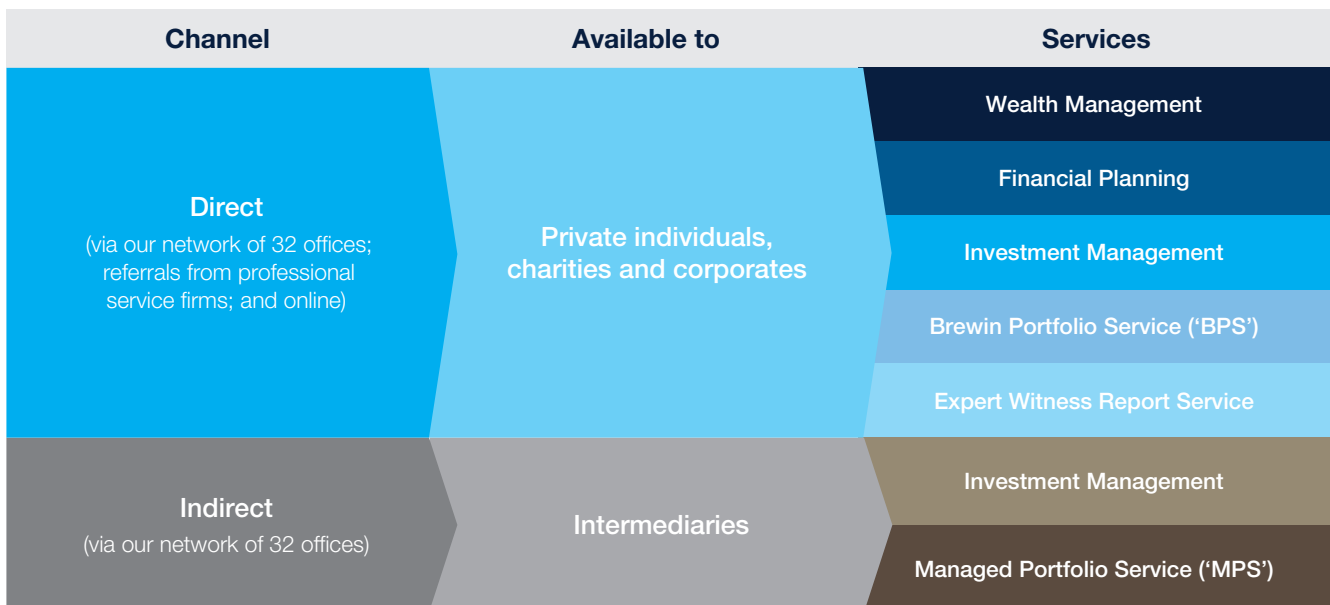 Channel
Available to
Services
Direct
(via our network of 32 offices;
referrals from professional
service firms; and online)
Private individuals,
charities and corporates
Wealth Management
Financial Planning
Investment Management
Brewin Portfolio Service (‘BPS’)
Expert Witness Report Service
Indirect
(via our network of 32 offices)
Intermediaries
Investment Management
Managed Portfolio Service (‘MPS’)